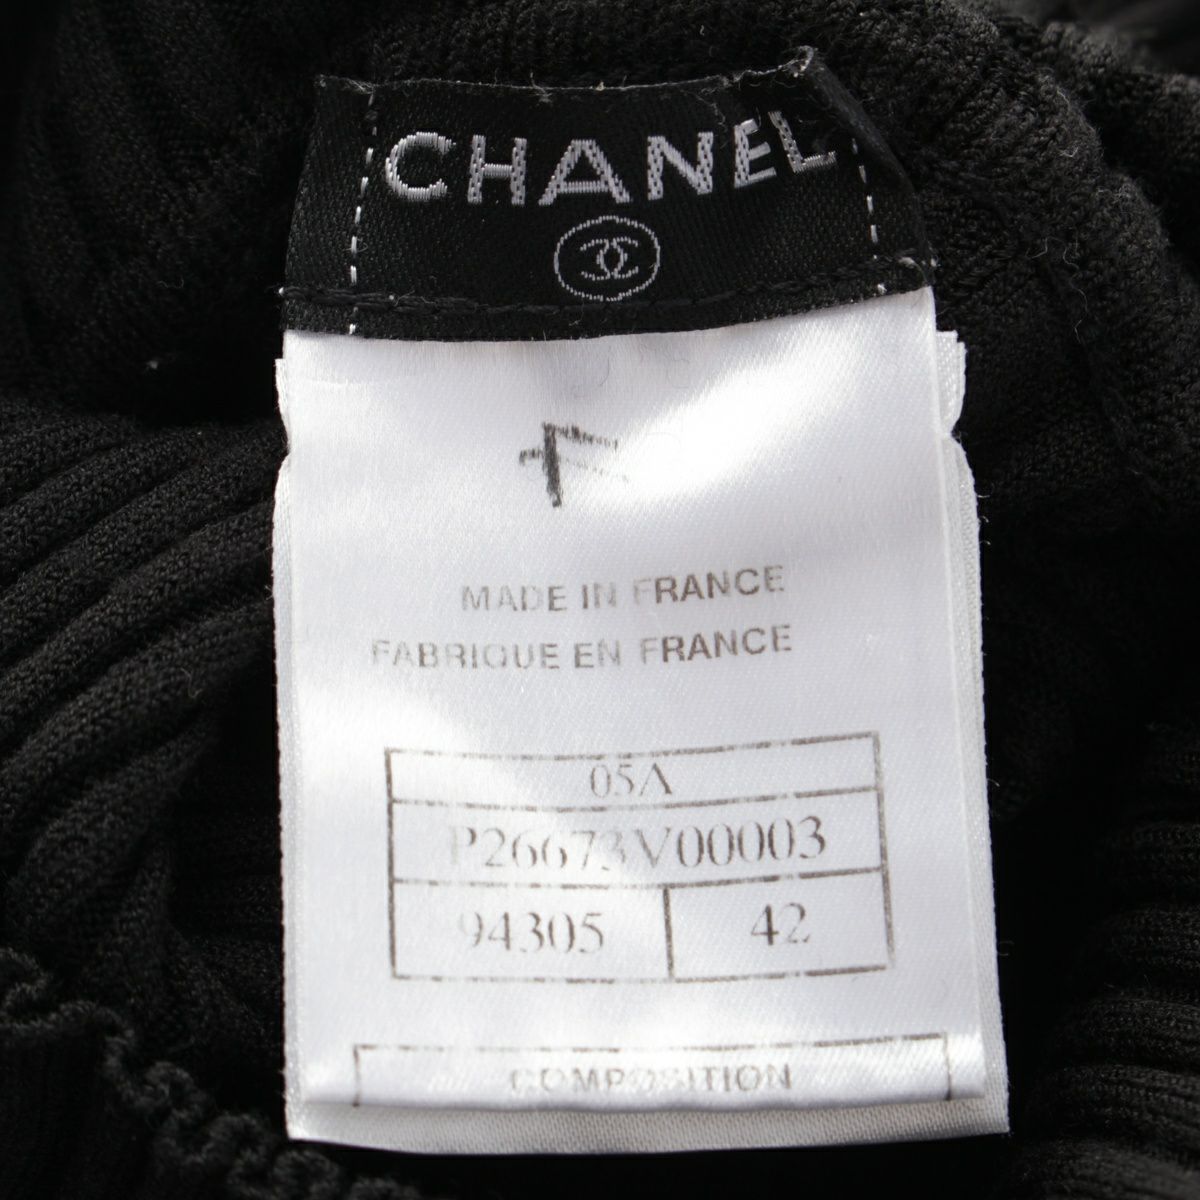 CHANEL
MADE IN FRANCE
FABRIQUE EN FRANCE
05A
P26673V00003
94305 42
COMPOSITION